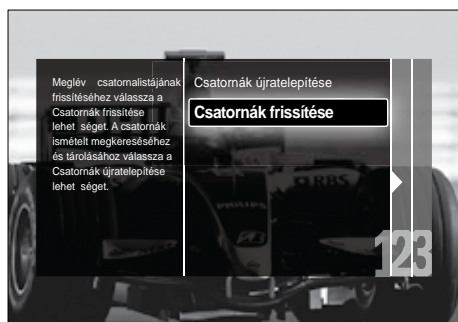 Meglév csatornalistájának
frissítéséhez válassza a
Csatornák frissítése
lehet séget. A csatornák
ismételt megkereséséhez
és tárolásához válassza a
Csatornák újratelepítése
lehet séget.
Csatornák újratelepítése
Csatornák frissítése
RBS
PHILIPS
123